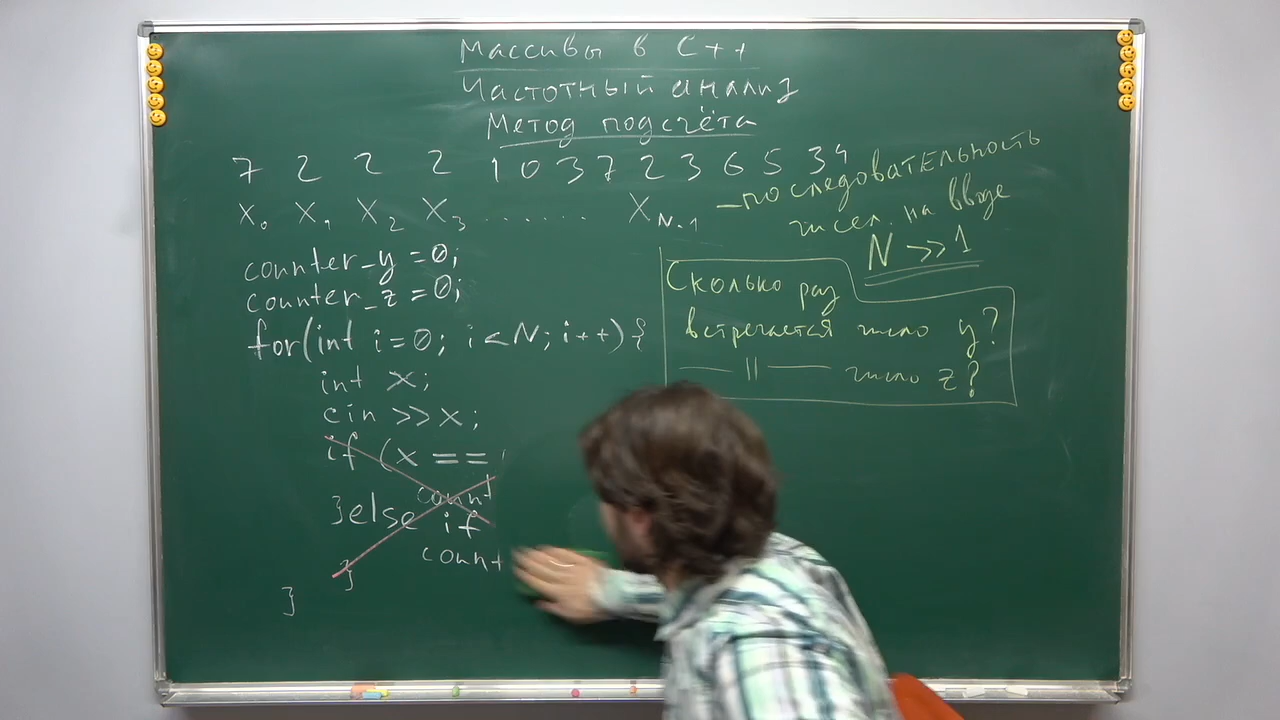 Массивы в C++
Частотный анализ
Метод подсчёта
7 2 2 2 1 0 3 7 2 3 6 5 34
X₀ X₁ X₂ X₃ ....... X_N-1
— последовательность
чисел на вводе
N >> 1
counter_y = 0;
counter_z = 0;
for(int i=0; i<N; i++){
int x;
cin >> x;
if (x ==
count
}else if
count
}
}
Сколько раз
встречается число y?
— || — число z?